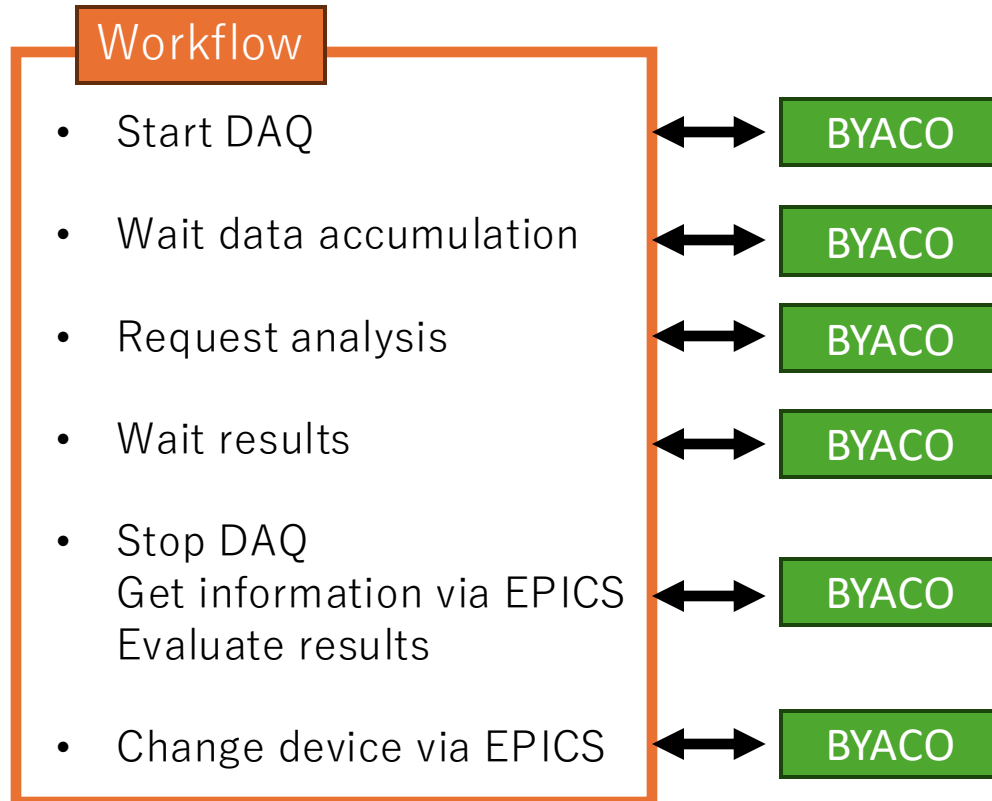 Workflow
• Start DAQ
BYACO
• Wait data accumulation
BYACO
• Request analysis
BYACO
• Wait results
BYACO
• Stop DAQ
Get information via EPICS
BYACO
Evaluate results
• Change device via EPICS
BYACO